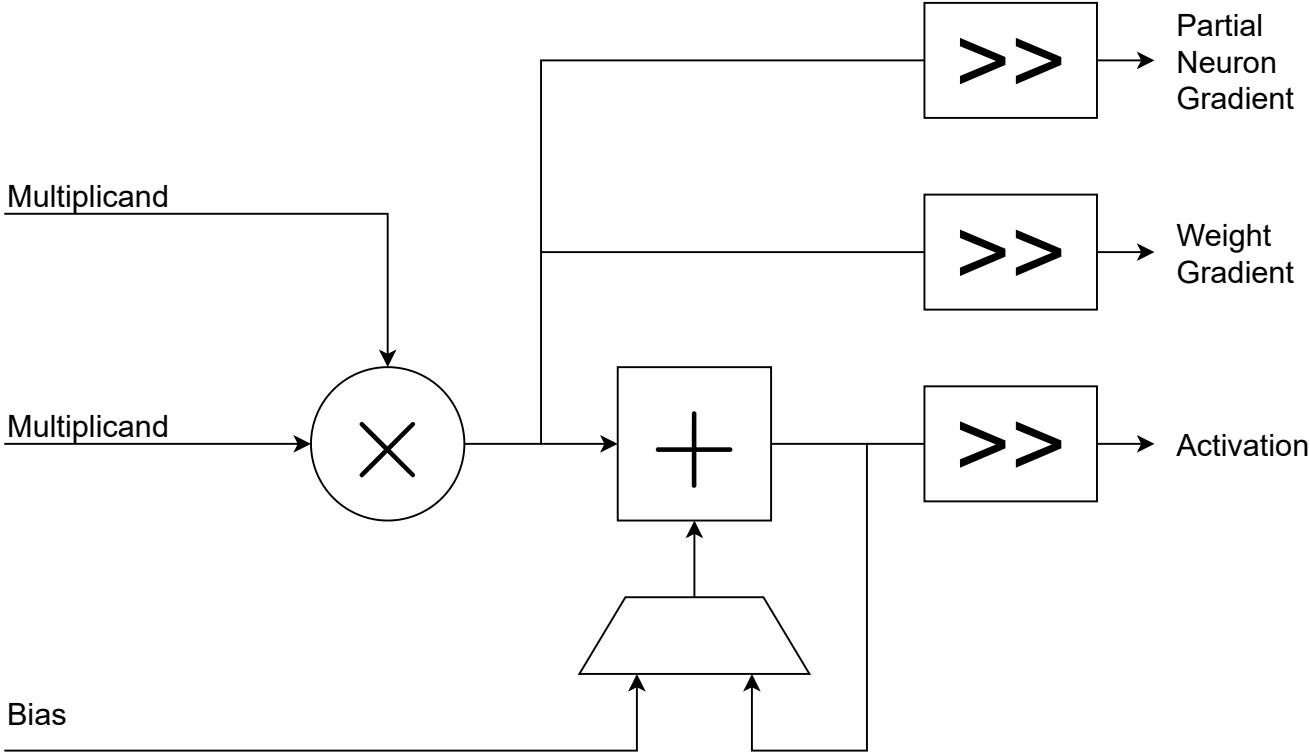 Partial
Neuron
Gradient
>>
Multiplicand
Weight
Gradient
>>
Multiplicand
×
+
>>
Activation
Bias